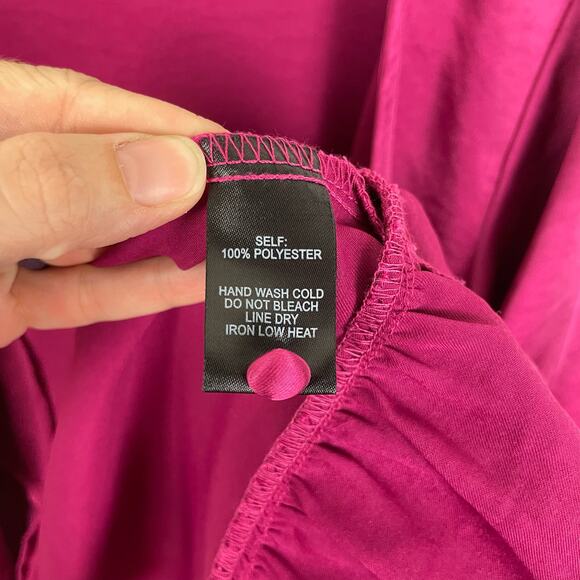 SELF:
100% POLYESTER
HAND WASH COLD
DO NOT BLEACH
LINE DRY
IRON LOW HEAT